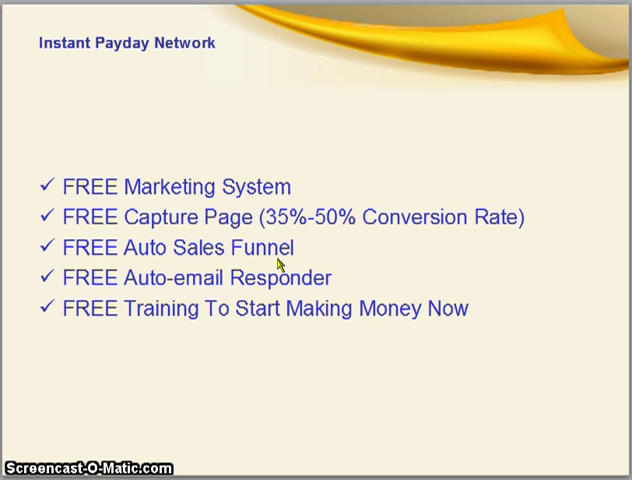 Instant Payday Network
FREE Marketing System
FREE Capture Page (35%-50% Conversion Rate)
FREE Auto Sales Funnel
FREE Auto-email Responder
FREE Training To Start Making Money Now
Screencast-O-Matic.com